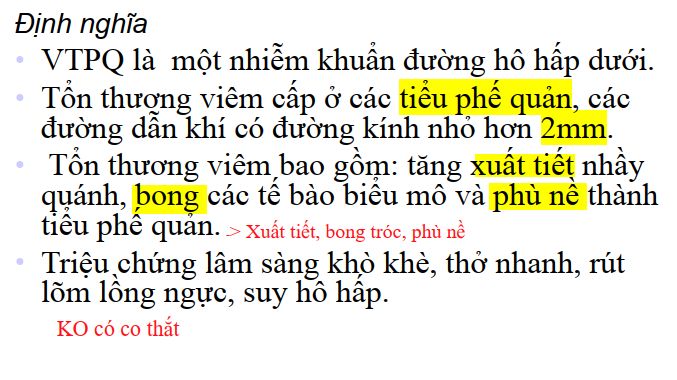 Định nghĩa
• VTPQ là một nhiễm khuẩn đường hô hấp dưới.
• Tổn thương viêm cấp ở các tiểu phế quản, các
đường dẫn khí có đường kính nhỏ hơn 2mm.
• Tổn thương viêm bao gồm: tăng xuất tiết nhầy
quánh, bong các tế bào biểu mô và phù nề thành
tiểu phế quản. -> Xuất tiết, bong tróc, phù nề
• Triệu chứng lâm sàng khò khè, thở nhanh, rút
lõm lồng ngực, suy hô hấp.
KO có co thắt